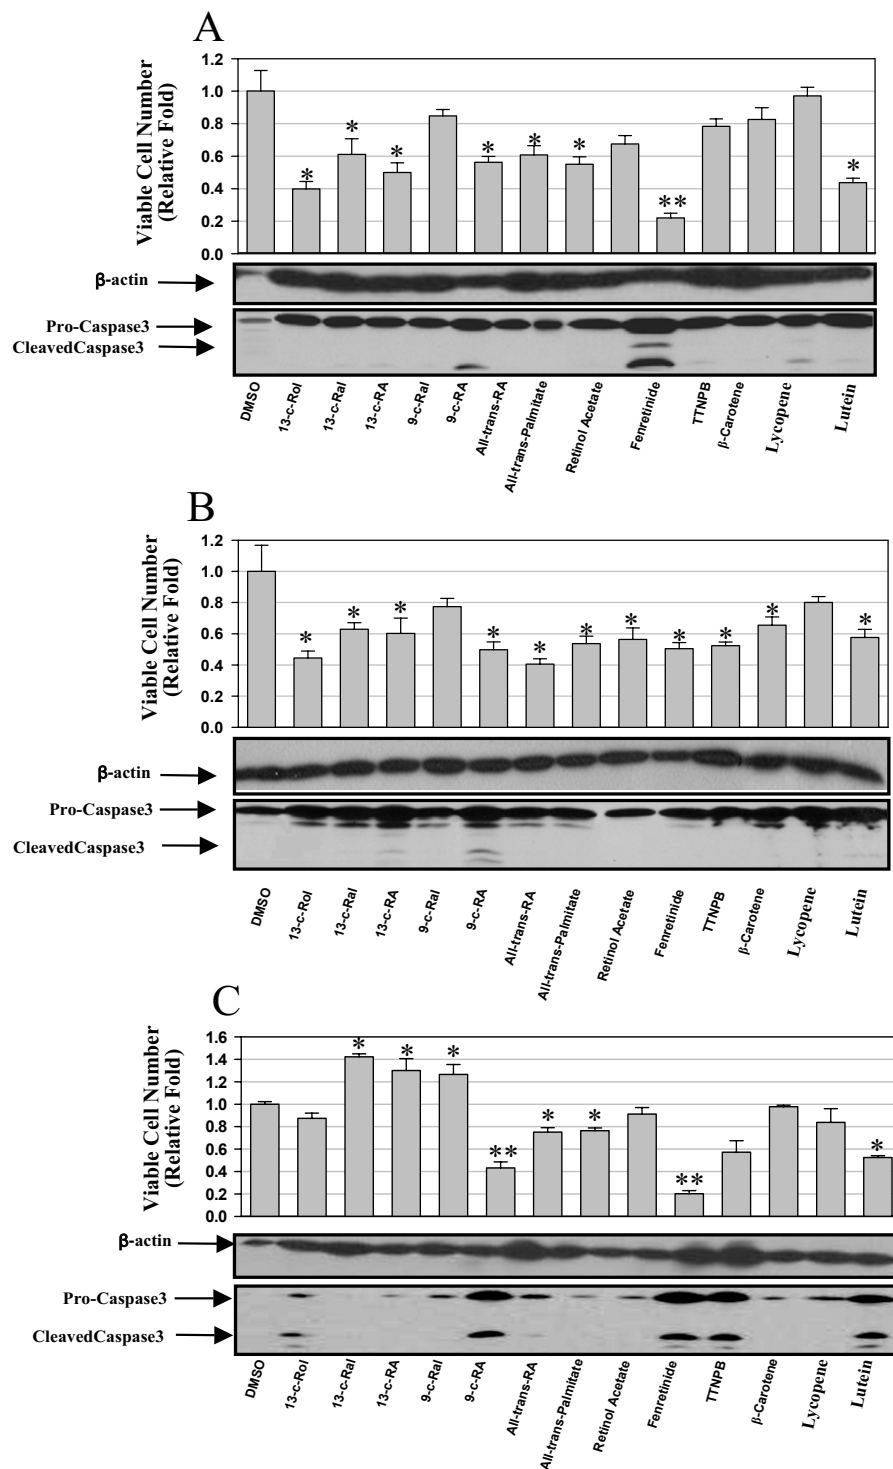 A
Viable Cell Number
(Relative Fold)
1.2
1.0
0.8
0.6
0.4
0.2
0.0
* * * * * * ** *
β-actin
Pro-Caspase3
CleavedCaspase3
DMSO
13-c-Rol
13-c-Ral
13-c-RA
9-c-Ral
9-c-RA
All-trans-RA
All-trans-Palmitate
Retinol Acetate
Fenretinide
TTNPB
β-Carotene
Lycopene
Lutein
B
Viable Cell Number
(Relative Fold)
1.2
1.0
0.8
0.6
0.4
0.2
0.0
* * * * * * * * * * *
β-actin
Pro-Caspase3
CleavedCaspase3
DMSO
13-c-Rol
13-c-Ral
13-c-RA
9-c-Ral
9-c-RA
All-trans-RA
All-trans-Palmitate
Retinol Acetate
Fenretinide
TTNPB
β-Carotene
Lycopene
Lutein
C
Viable Cell Number
(Relative Fold)
1.6
1.4
1.2
1.0
0.8
0.6
0.4
0.2
0.0
* * * ** * * ** *
β-actin
Pro-Caspase3
CleavedCaspase3
DMSO
13-c-Rol
13-c-Ral
13-c-RA
9-c-Ral
9-c-RA
All-trans-RA
All-trans-Palmitate
Retinol Acetate
Fenretinide
TTNPB
β-Carotene
Lycopene
Lutein